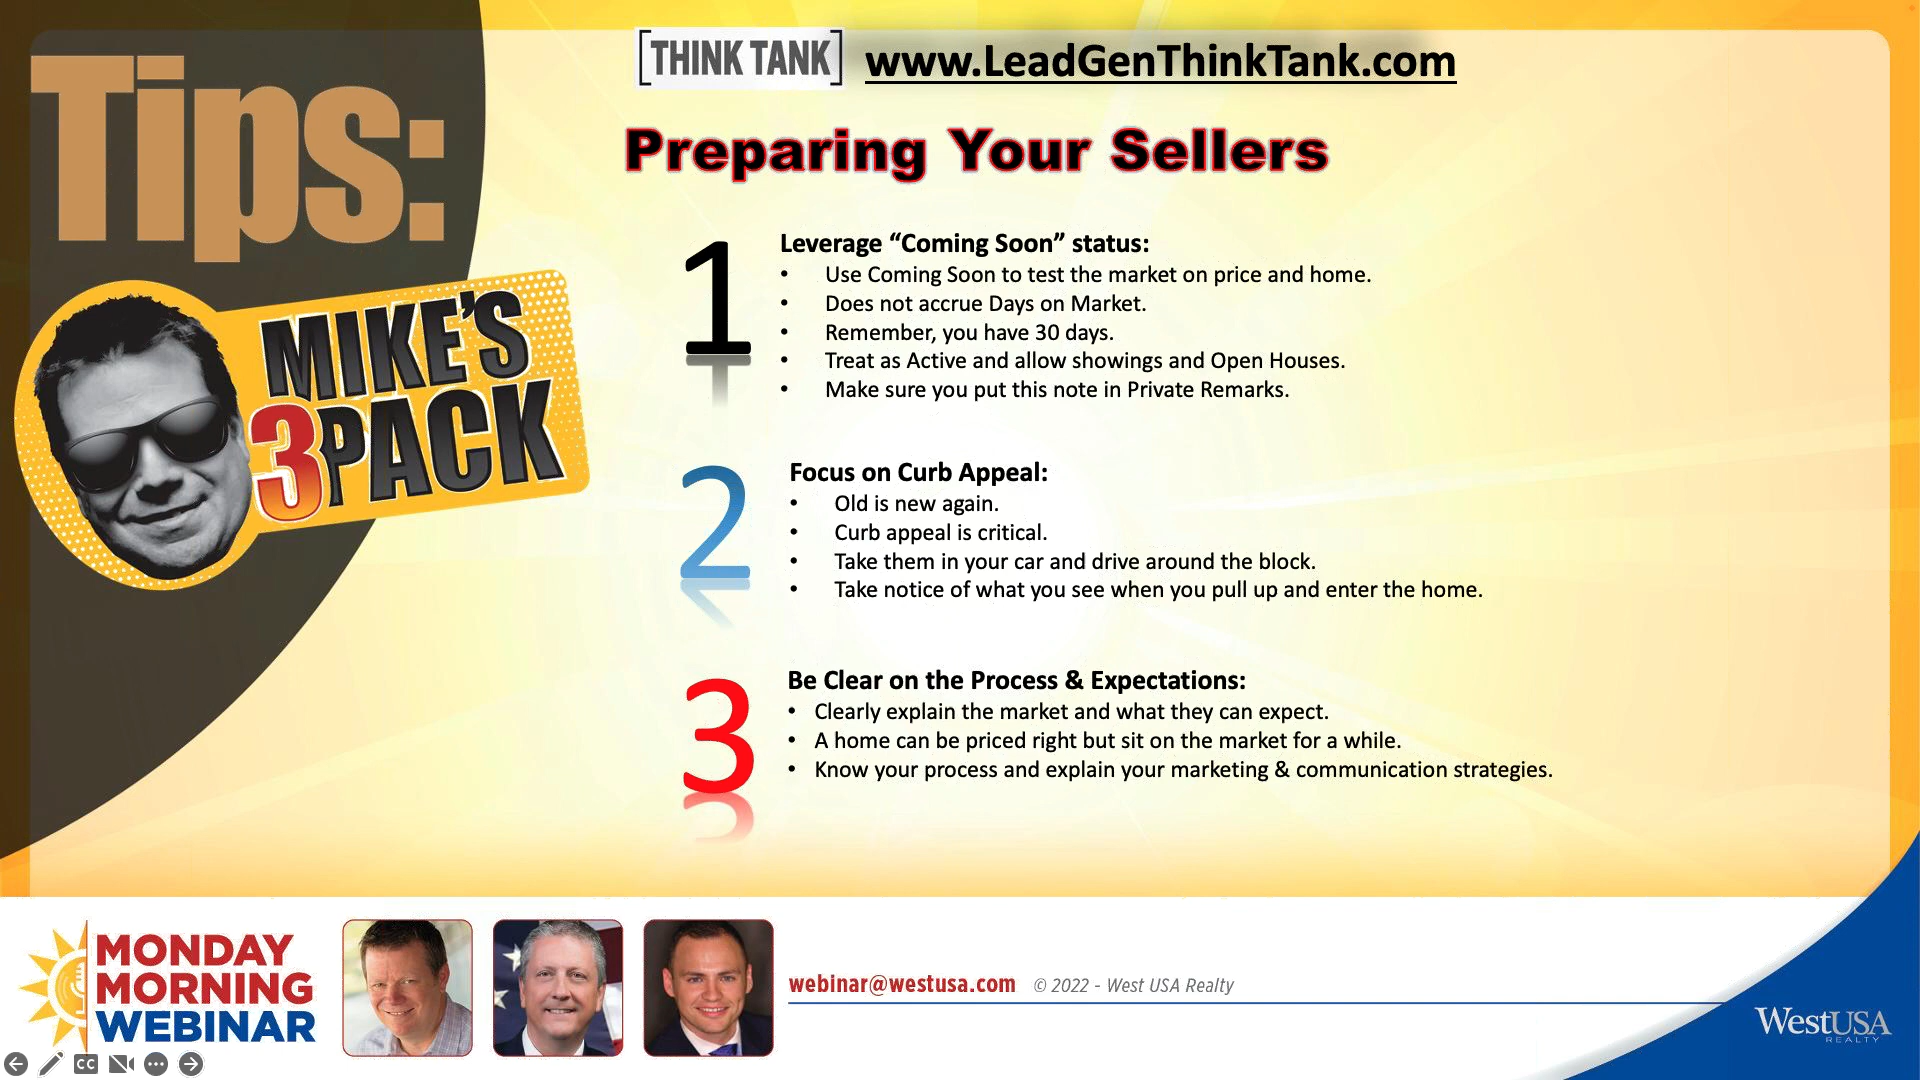 Tips:
[THINK TANK] www.LeadGenThinkTank.com
Preparing Your Sellers
MIKE'S
3PACK
1
Leverage “Coming Soon” status:
• Use Coming Soon to test the market on price and home.
• Does not accrue Days on Market.
• Remember, you have 30 days.
• Treat as Active and allow showings and Open Houses.
• Make sure you put this note in Private Remarks.
2
Focus on Curb Appeal:
• Old is new again.
• Curb appeal is critical.
• Take them in your car and drive around the block.
• Take notice of what you see when you pull up and enter the home.
3
Be Clear on the Process & Expectations:
• Clearly explain the market and what they can expect.
• A home can be priced right but sit on the market for a while.
• Know your process and explain your marketing & communication strategies.
MONDAY
MORNING
WEBINAR
webinar@westusa.com © 2022 - West USA Realty
WestUSA
REALTY
CC